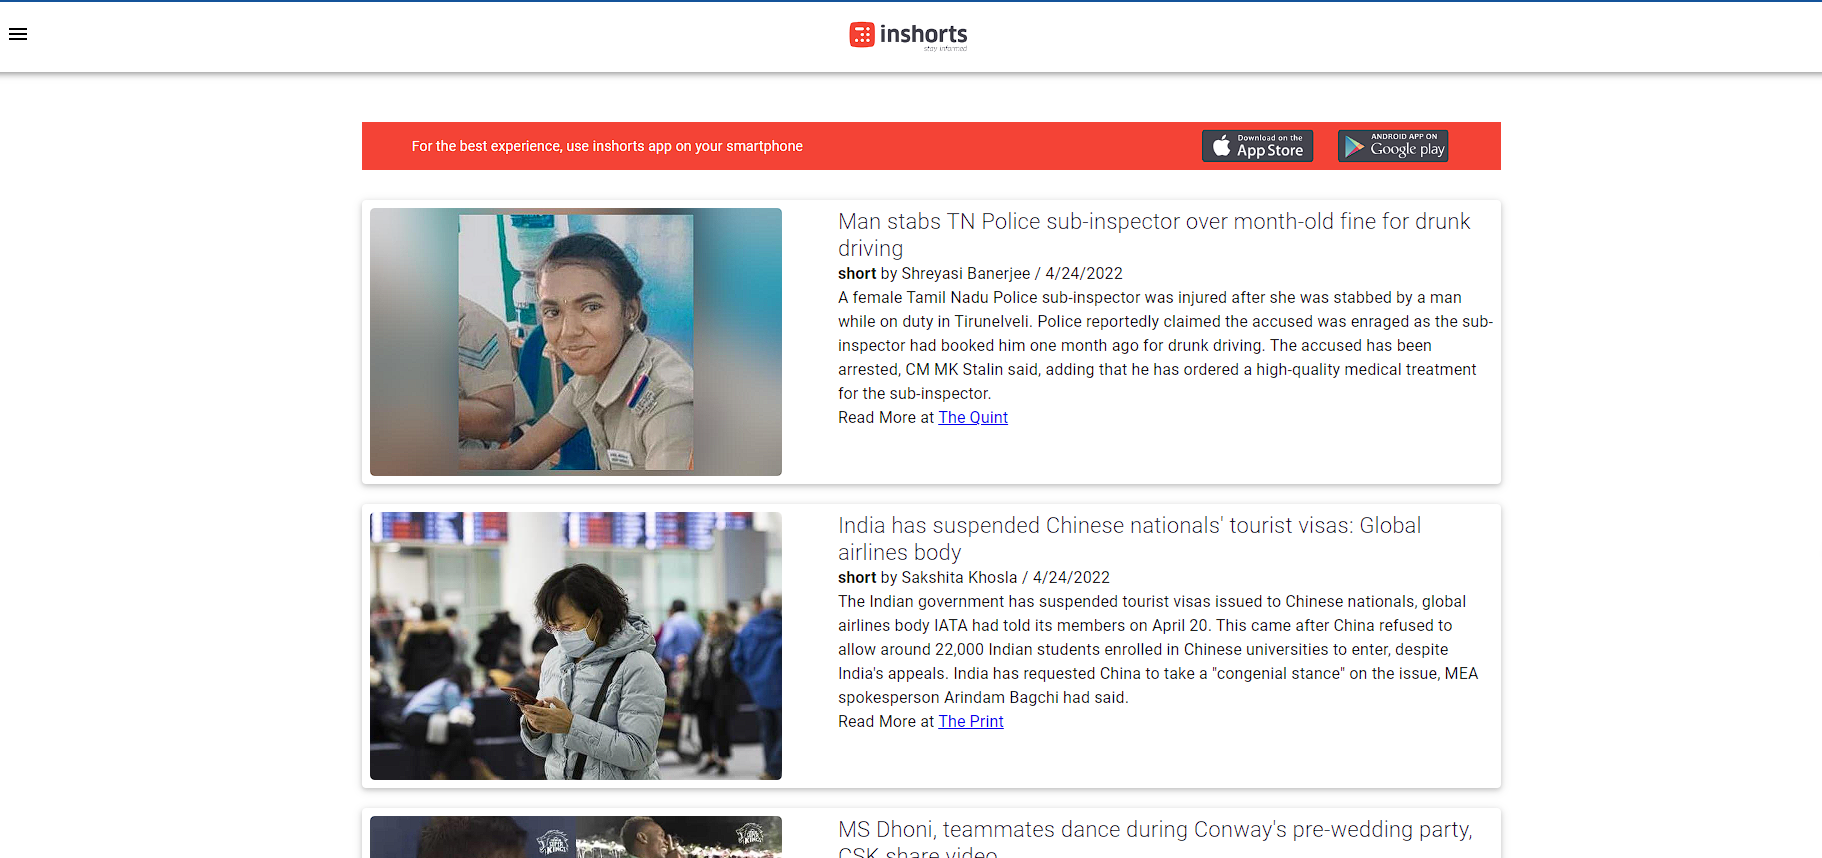 inshorts
stay informed
For the best experience, use inshorts app on your smartphone
Download on the
App Store
ANDROID APP ON
Google play
Man stabs TN Police sub-inspector over month-old fine for drunk
driving
short by Shreyasi Banerjee / 4/24/2022
A female Tamil Nadu Police sub-inspector was injured after she was stabbed by a man
while on duty in Tirunelveli. Police reportedly claimed the accused was enraged as the sub-
inspector had booked him one month ago for drunk driving. The accused has been
arrested, CM MK Stalin said, adding that he has ordered a high-quality medical treatment
for the sub-inspector.
Read More at The Quint
India has suspended Chinese nationals' tourist visas: Global
airlines body
short by Sakshita Khosla / 4/24/2022
The Indian government has suspended tourist visas issued to Chinese nationals, global
airlines body IATA had told its members on April 20. This came after China refused to
allow around 22,000 Indian students enrolled in Chinese universities to enter, despite
India's appeals. India has requested China to take a "congenial stance" on the issue, MEA
spokesperson Arindam Bagchi had said.
Read More at The Print
MS Dhoni, teammates dance during Conway's pre-wedding party,
CSK share video